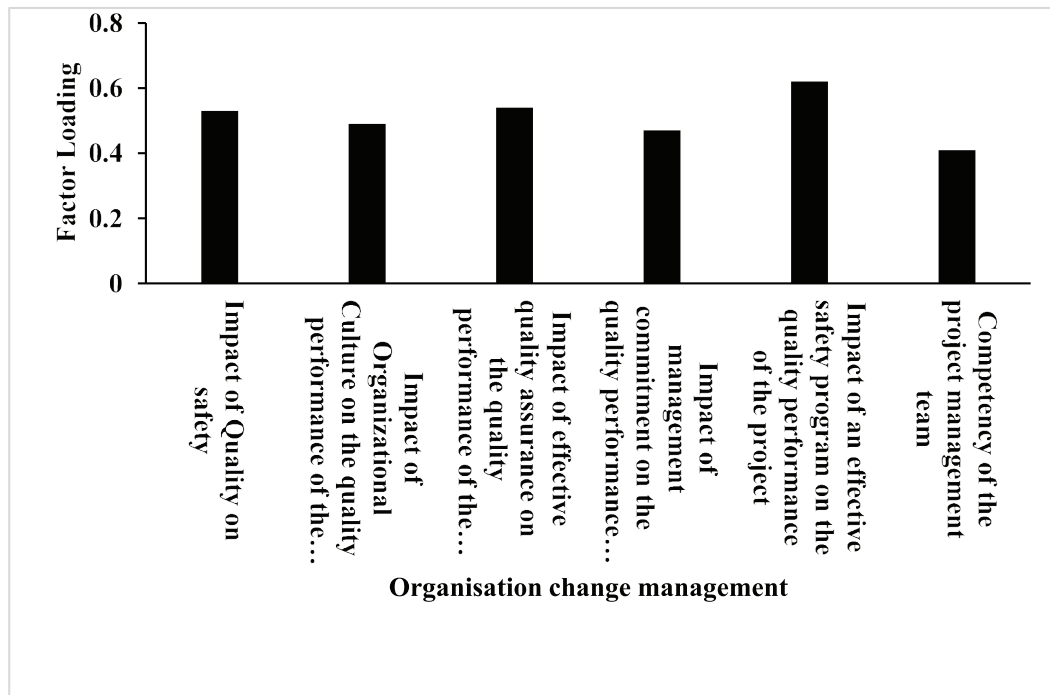 0.8
0.6
0.4
0.2
0
Factor Loading
Impact of Quality on
safety
Impact of
Organizational
Culture on the quality
performance of the…
Impact of effective
quality assurance on
the quality
performance of the…
Impact of
management
commitment on the
quality performance…
Impact of an effective
safety program on the
quality performance
of the project
Competency of the
project management
team
Organisation change management